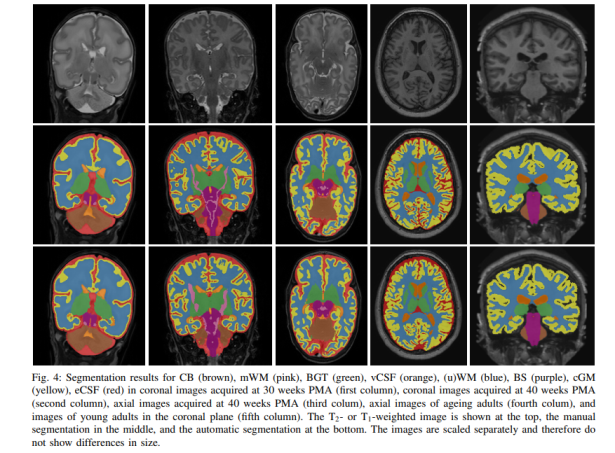 Fig. 4: Segmentation results for CB (brown), mWM (pink), BGT (green), vCSF (orange), (u)WM (blue), BS (purple), cGM
(yellow), eCSF (red) in coronal images acquired at 30 weeks PMA (first column), coronal images acquired at 40 weeks PMA
(second column), axial images acquired at 40 weeks PMA (third colum), axial images of ageing adults (fourth colum), and
images of young adults in the coronal plane (fifth column). The T2- or T1-weighted image is shown at the top, the manual
segmentation in the middle, and the automatic segmentation at the bottom. The images are scaled separately and therefore do
not show differences in size.